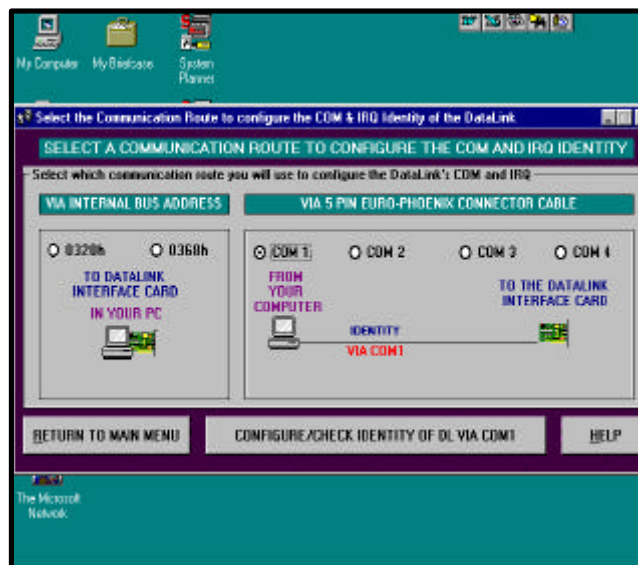 My Computer
My Briefcase
System Planner
Select the Communication Route to configure the COM & IRQ Identity of the DataLink
SELECT A COMMUNICATION ROUTE TO CONFIGURE THE COM AND IRQ IDENTITY
Select which communication route you will use to configure the DataLink's COM and IRQ
VIA INTERNAL BUS ADDRESS
VIA 5 PIN EURO-PHOENIX CONNECTOR CABLE
0320h
0368h
COM 1
COM 2
COM 3
COM 4
TO DATALINK
INTERFACE CARD
IN YOUR PC
FROM
YOUR
COMPUTER
TO THE DATALINK
INTERFACE CARD
IDENTITY
VIA COM1
RETURN TO MAIN MENU
CONFIGURE/CHECK IDENTITY OF DL VIA COM1
HELP
The Microsoft
Network